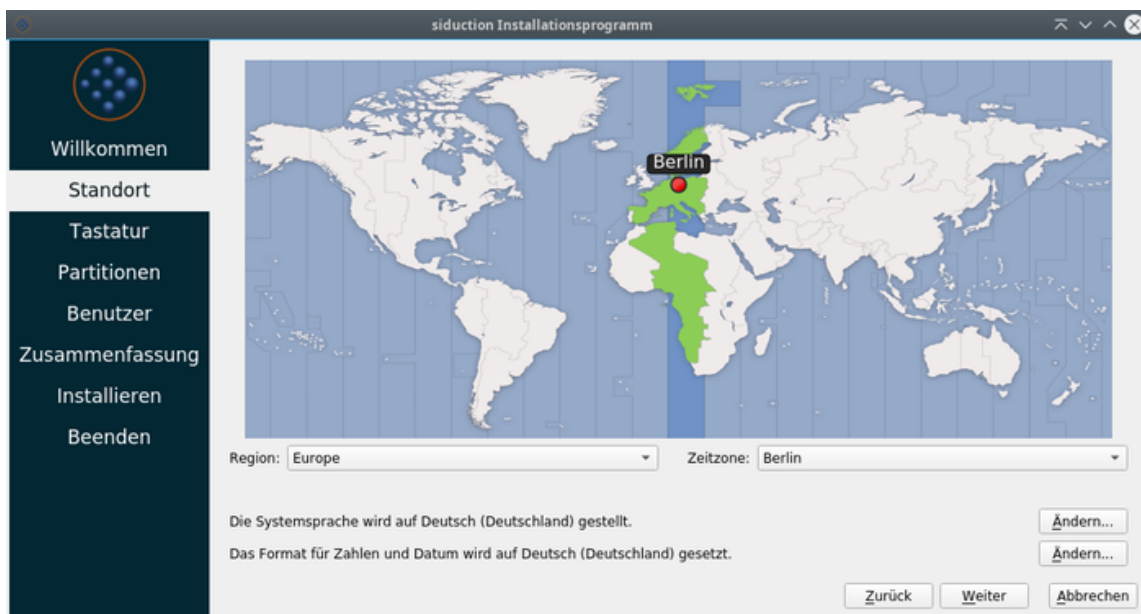 siduction Installationsprogramm
Willkommen
Standort
Tastatur
Partitionen
Benutzer
Zusammenfassung
Installieren
Beenden
Berlin
Region: Europe Zeitzone: Berlin
Die Systemsprache wird auf Deutsch (Deutschland) gestellt. Ändern...
Das Format für Zahlen und Datum wird auf Deutsch (Deutschland) gesetzt. Ändern...
Zurück Weiter Abbrechen